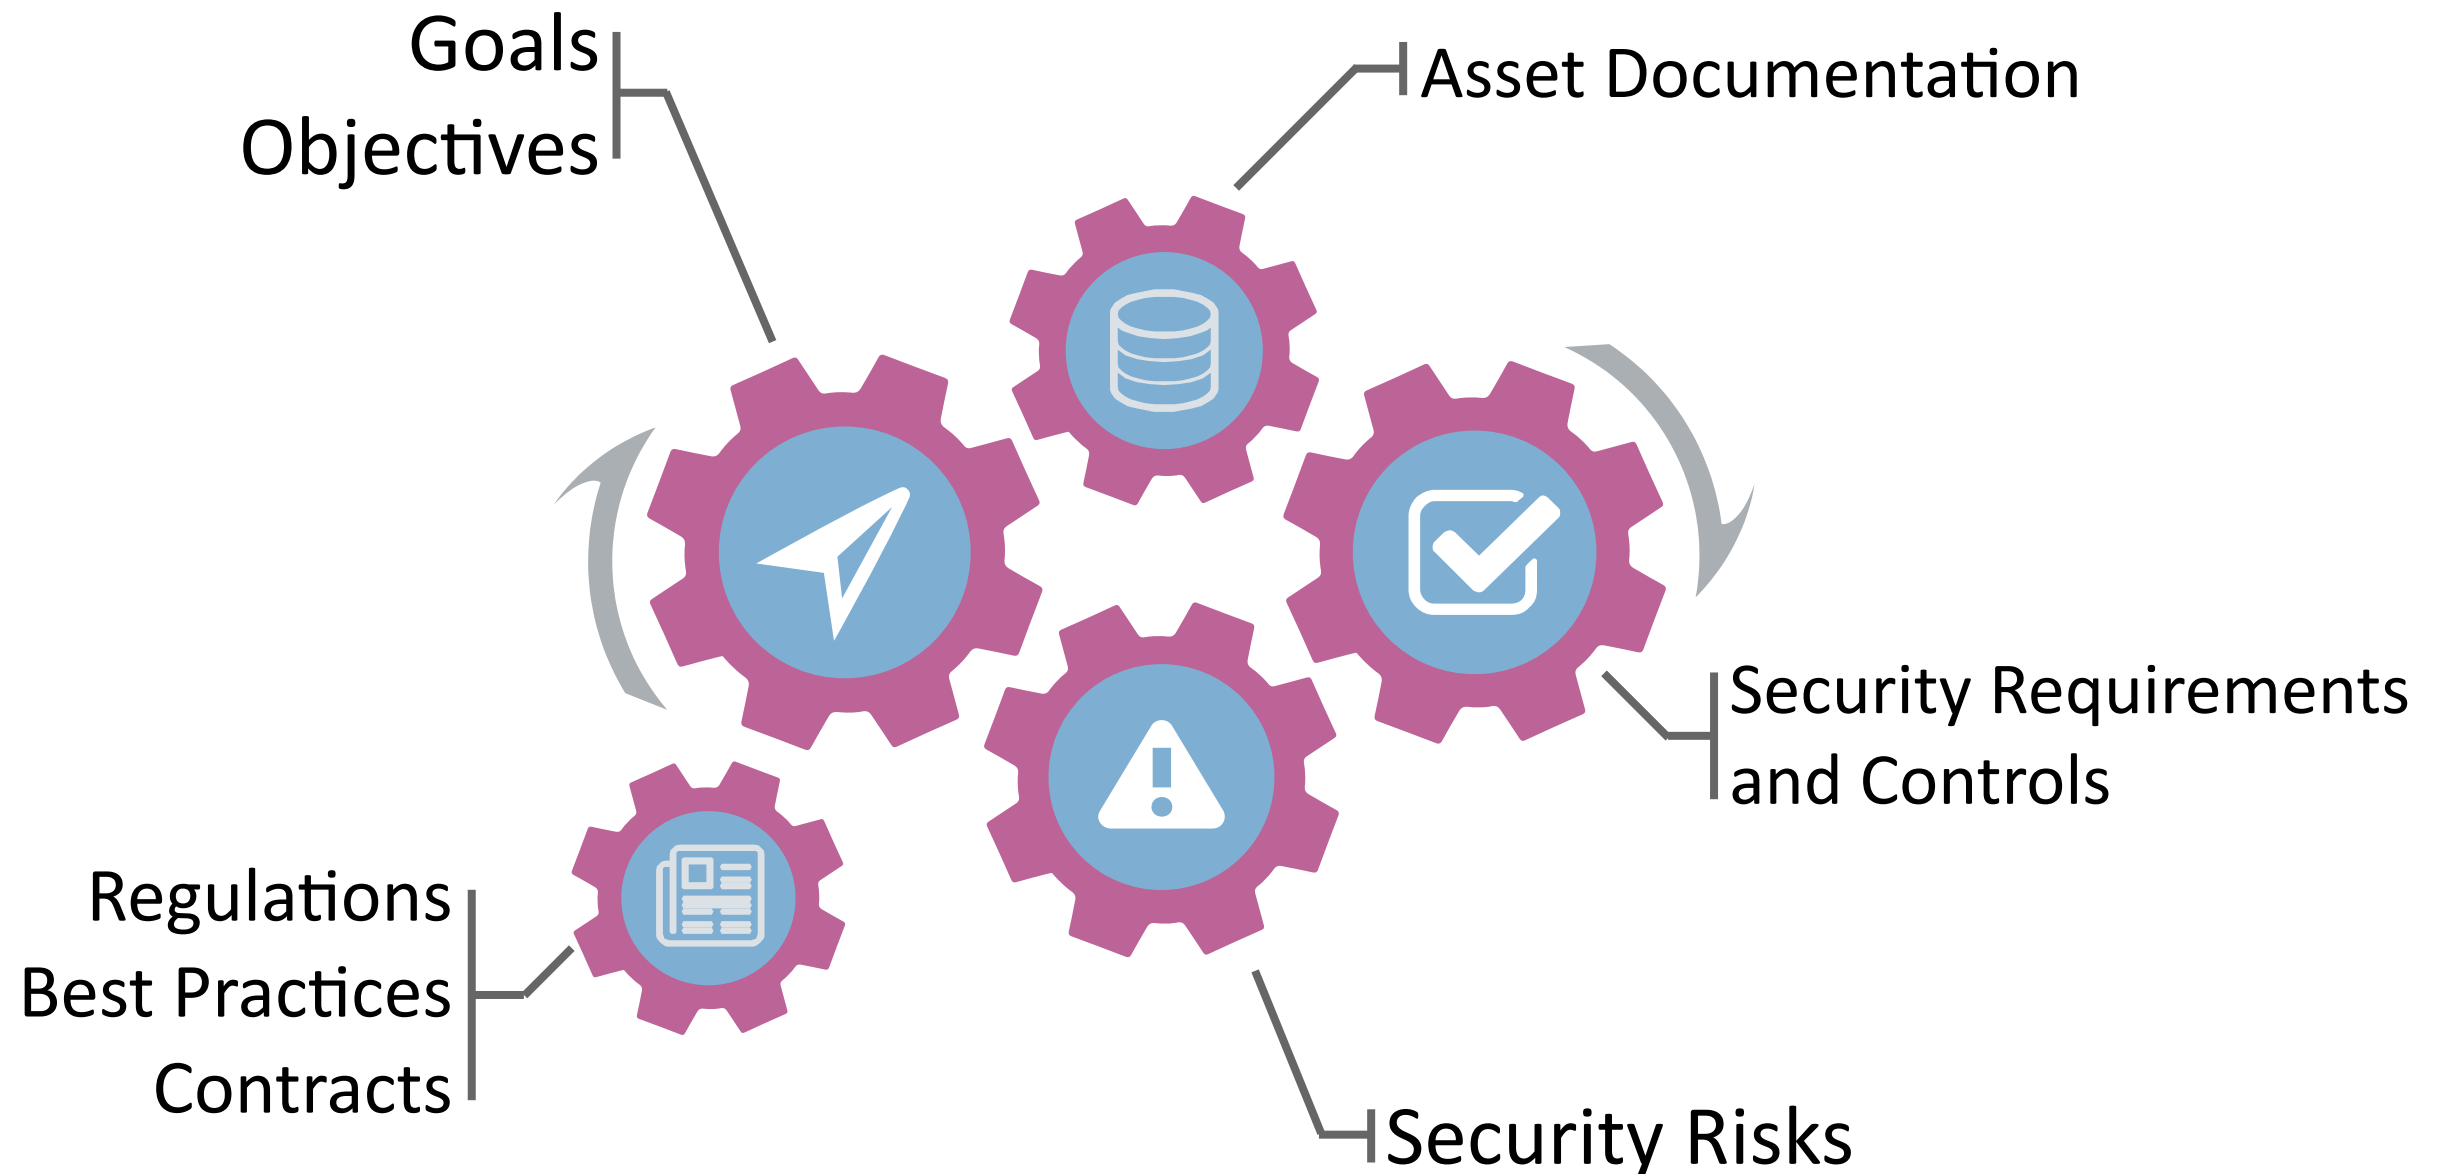 Goals
Objectives
Asset Documentation
Security Requirements
and Controls
Regulations
Best Practices
Contracts
Security Risks